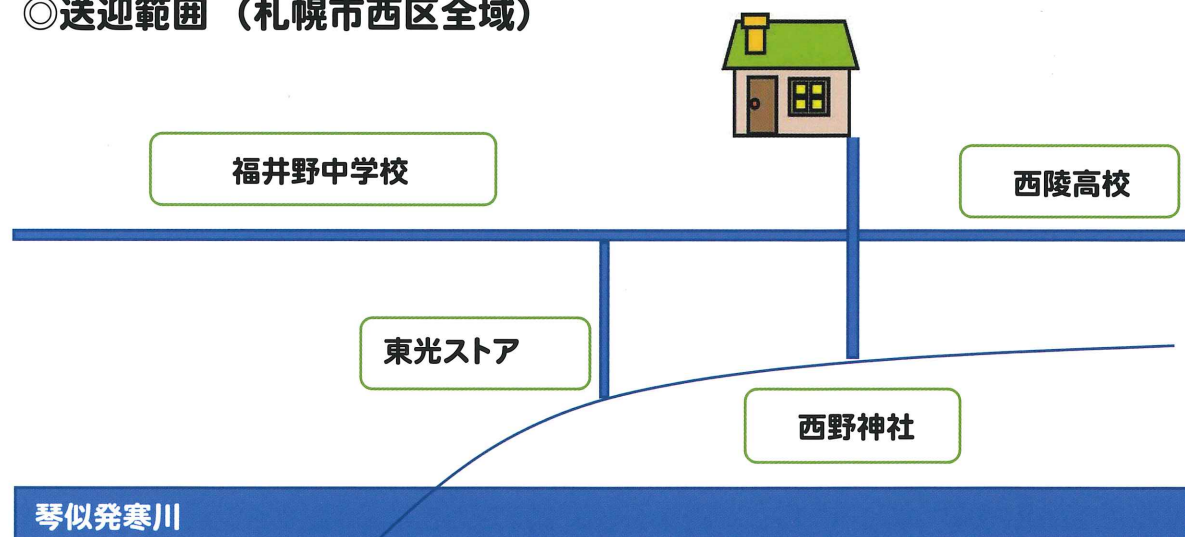 ◎送迎範囲 （札幌市西区全域）
福井野中学校
西陵高校
東光ストア
西野神社
琴似発寒川